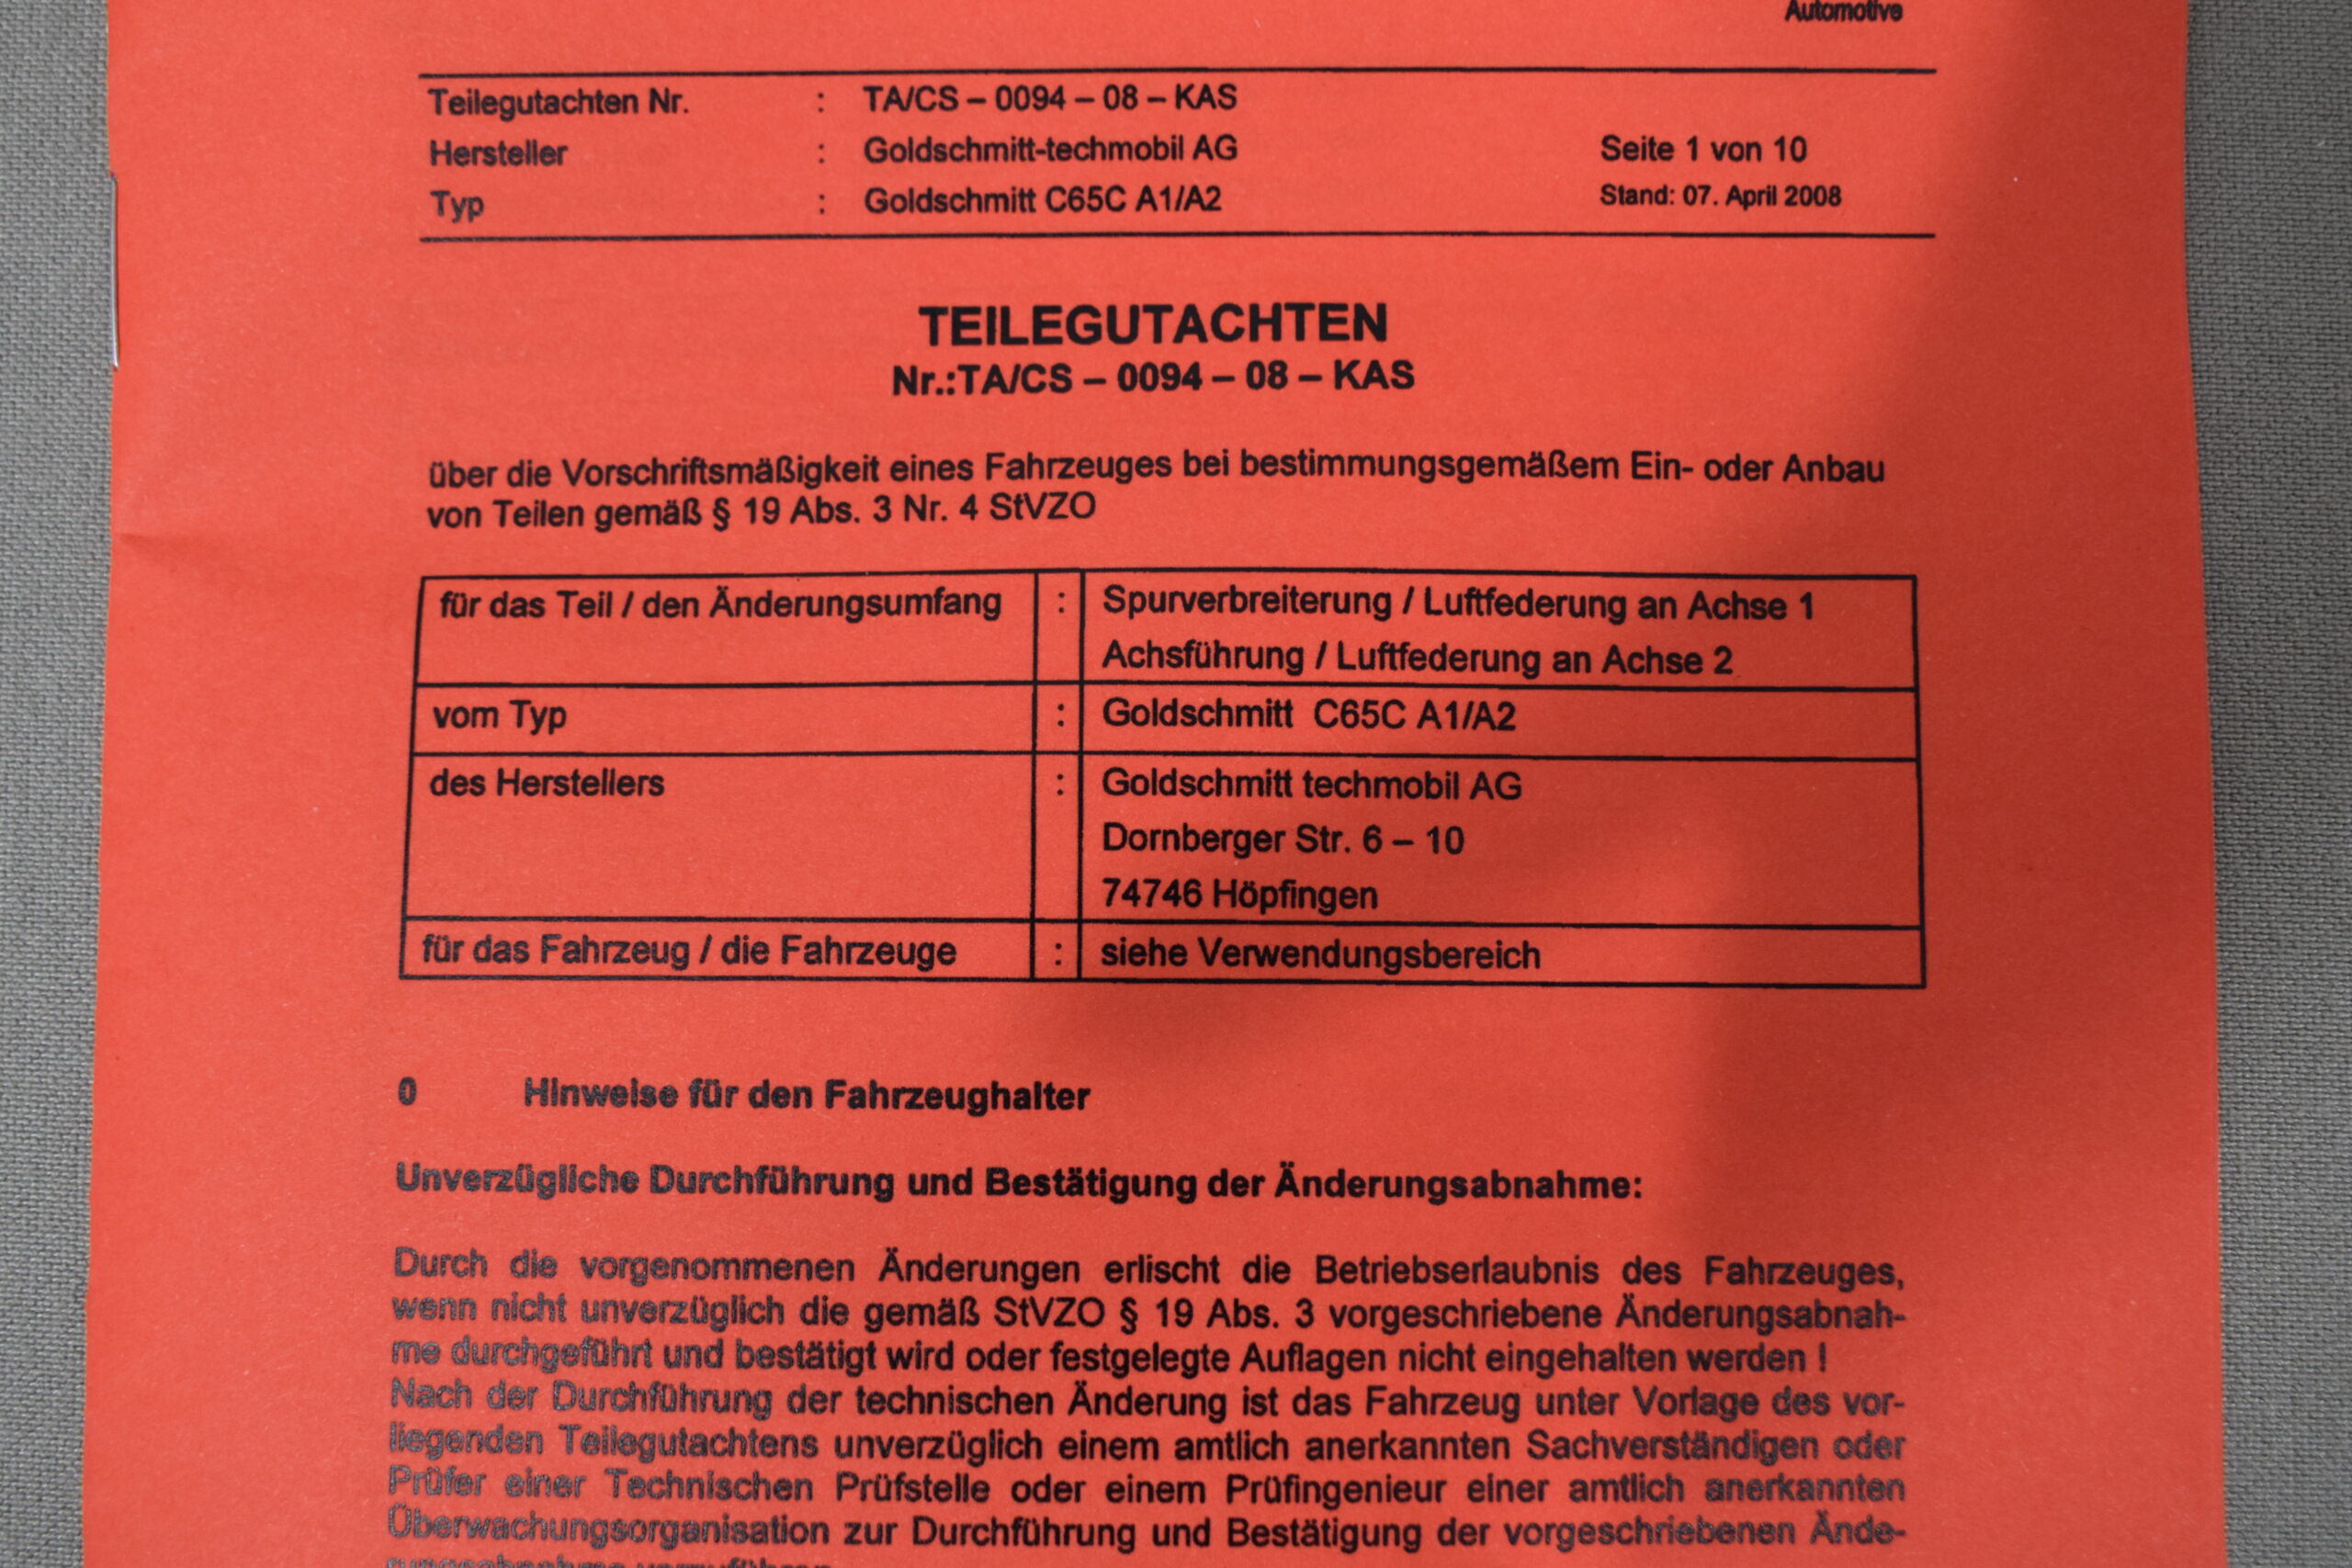 Automotive
Teilegutachten Nr. : TA/CS – 0094 – 08 – KAS
Hersteller : Goldschmitt-techmobil AG Seite 1 von 10
Typ : Goldschmitt C65C A1/A2 Stand: 07. April 2008
TEILEGUTACHTEN
Nr.:TA/CS – 0094 – 08 – KAS
über die Vorschriftsmäßigkeit eines Fahrzeuges bei bestimmungsgemäßem Ein- oder Anbau
von Teilen gemäß § 19 Abs. 3 Nr. 4 StVZO
für das Teil / den Änderungsumfang : Spurverbreiterung / Luftfederung an Achse 1
Achsführung / Luftfederung an Achse 2
vom Typ : Goldschmitt C65C A1/A2
des Herstellers : Goldschmitt techmobil AG
Dornberger Str. 6 – 10
74746 Höpfingen
für das Fahrzeug / die Fahrzeuge : siehe Verwendungsbereich
0 Hinweise für den Fahrzeughalter
Unverzügliche Durchführung und Bestätigung der Änderungsabnahme:
Durch die vorgenommenen Änderungen erlischt die Betriebserlaubnis des Fahrzeuges,
wenn nicht unverzüglich die gemäß StVZO § 19 Abs. 3 vorgeschriebene Änderungsabnah-
me durchgeführt und bestätigt wird oder festgelegte Auflagen nicht eingehalten werden !
Nach der Durchführung der technischen Änderung ist das Fahrzeug unter Vorlage des vor-
liegenden Teilegutachtens unverzüglich einem amtlich anerkannten Sachverständigen oder
Prüfer einer Technischen Prüfstelle oder einem Prüfingenieur einer amtlich anerkannten
Überwachungsorganisation zur Durchführung und Bestätigung der vorgeschriebenen Ände-